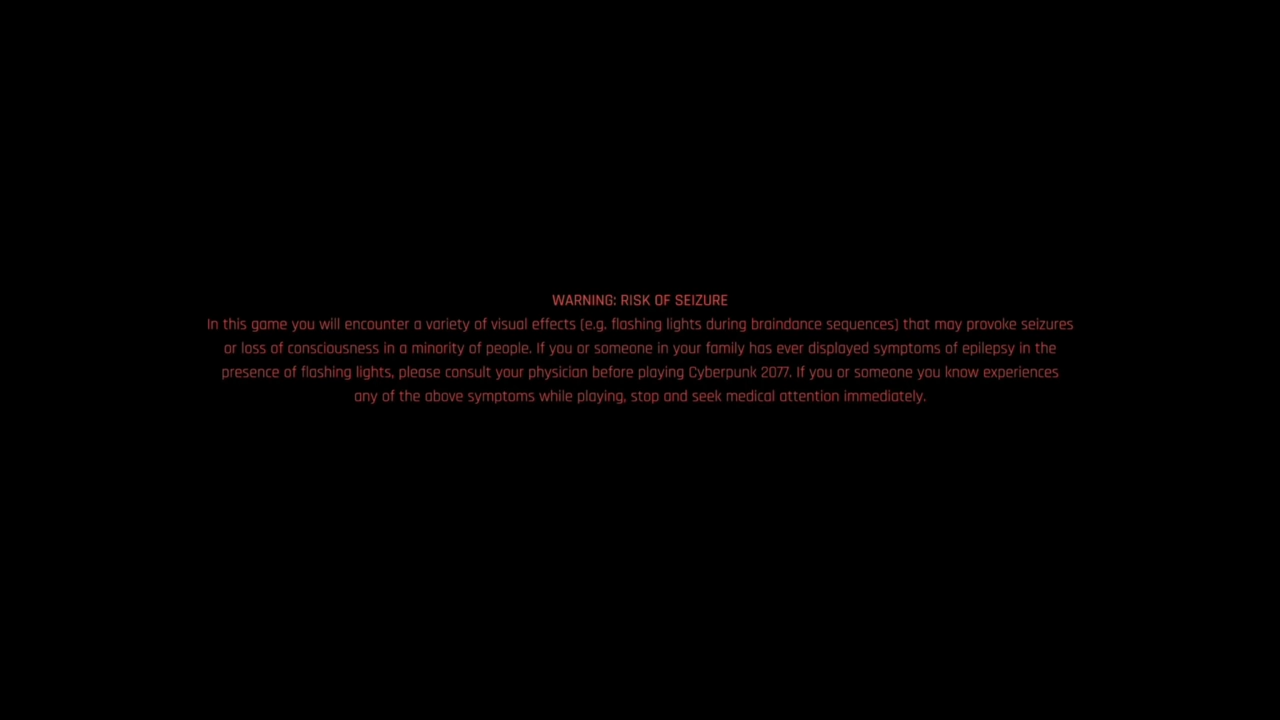 WARNING: RISK OF SEIZURE
In this game you will encounter a variety of visual effects (e.g. flashing lights during braindance sequences) that may provoke seizures
or loss of consciousness in a minority of people. If you or someone in your family has ever displayed symptoms of epilepsy in the
presence of flashing lights, please consult your physician before playing Cyberpunk 2077. If you or someone you know experiences
any of the above symptoms while playing, stop and seek medical attention immediately.